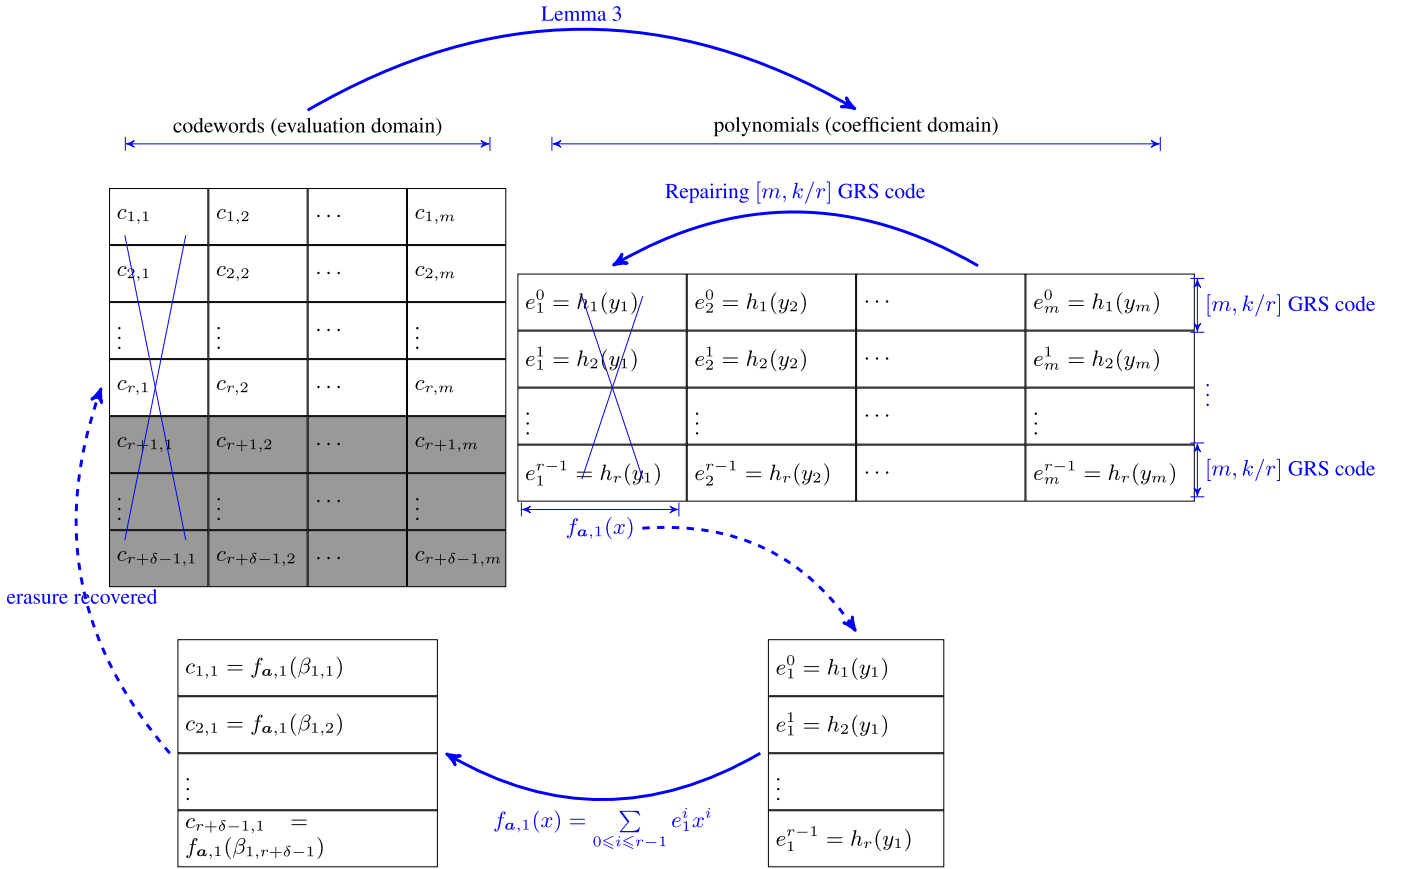 Lemma 3
codewords (evaluation domain)
polynomials (coefficient domain)
Repairing [m, k/r] GRS code
c_{1,1} c_{1,2} ⋯ c_{1,m}
c_{2,1} c_{2,2} ⋯ c_{2,m}
⋮ ⋮ ⋯ ⋮
c_{r,1} c_{r,2} ⋯ c_{r,m}
c_{r+1,1} c_{r+1,2} ⋯ c_{r+1,m}
⋮ ⋮ ⋯ ⋮
c_{r+δ−1,1} c_{r+δ−1,2} ⋯ c_{r+δ−1,m}
e_1^0 = h_1(y_1) e_2^0 = h_1(y_2) ⋯ e_m^0 = h_1(y_m) [m, k/r] GRS code
e_1^1 = h_2(y_1) e_2^1 = h_2(y_2) ⋯ e_m^1 = h_2(y_m)
⋮ ⋮ ⋯ ⋮ ⋮
e_1^{r−1} = h_r(y_1) e_2^{r−1} = h_r(y_2) ⋯ e_m^{r−1} = h_r(y_m) [m, k/r] GRS code
f_{a,1}(x)
erasure recovered
c_{1,1} = f_{a,1}(β_{1,1})
c_{2,1} = f_{a,1}(β_{1,2})
⋮
c_{r+δ−1,1} =
f_{a,1}(β_{1,r+δ−1})
f_{a,1}(x) = ∑_{0⩽i⩽r−1} e_1^i x^i
e_1^0 = h_1(y_1)
e_1^1 = h_2(y_1)
⋮
e_1^{r−1} = h_r(y_1)